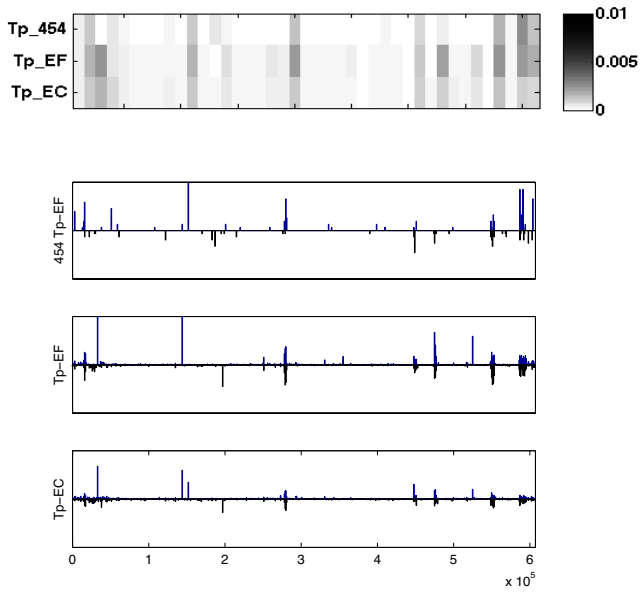 Tp_454
Tp_EF
Tp_EC
0.01
0.005
0
454 Tp-EF
Tp-EF
Tp-EC
0 1 2 3 4 5 6
x 10^5